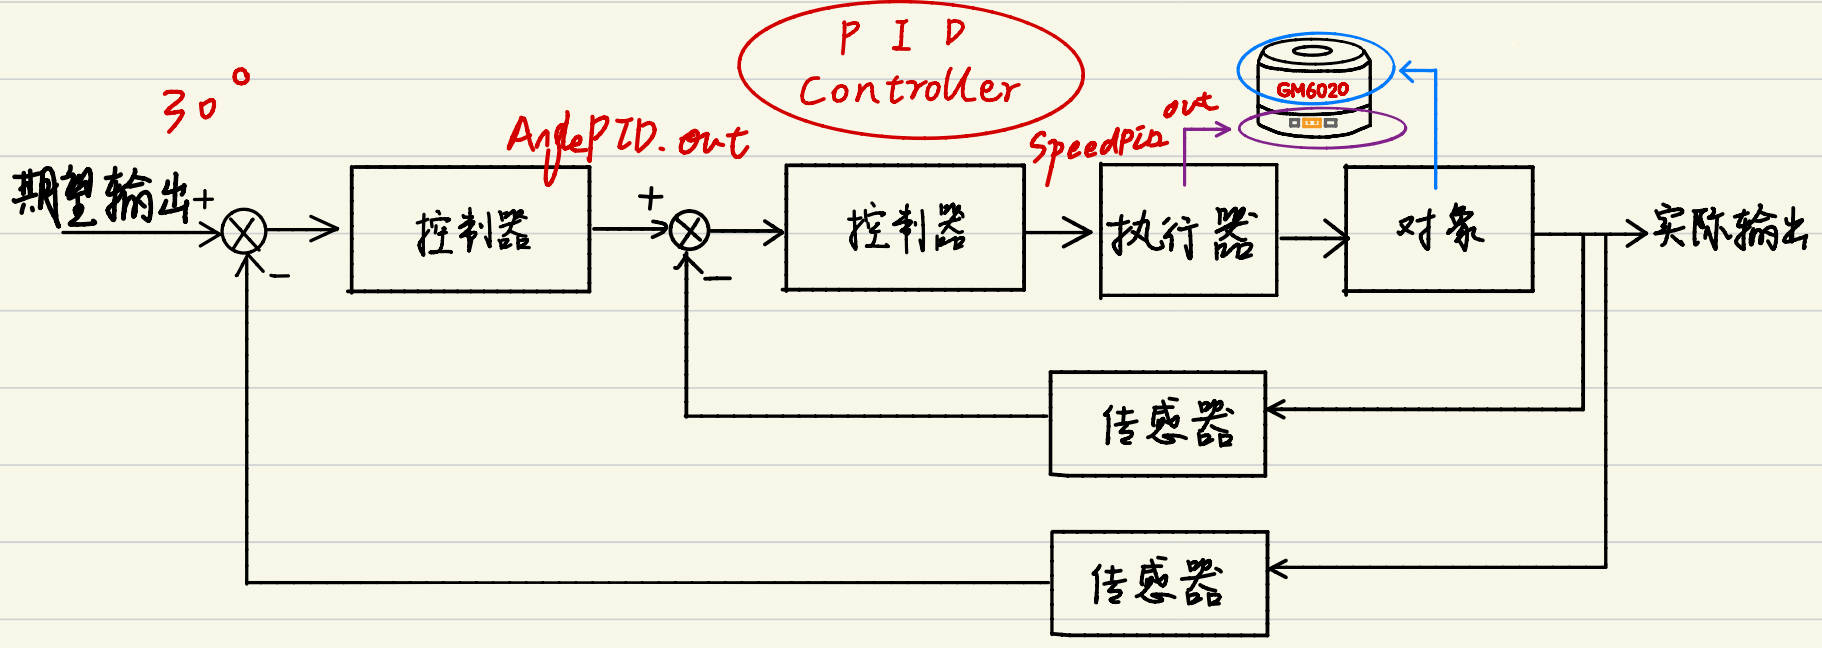 P I D
Controller
30°
AnglePID.out
SpeedPID out
GM6020
期望输出
+
-
控制器
+
-
控制器
执行器
对象
实际输出
传感器
传感器